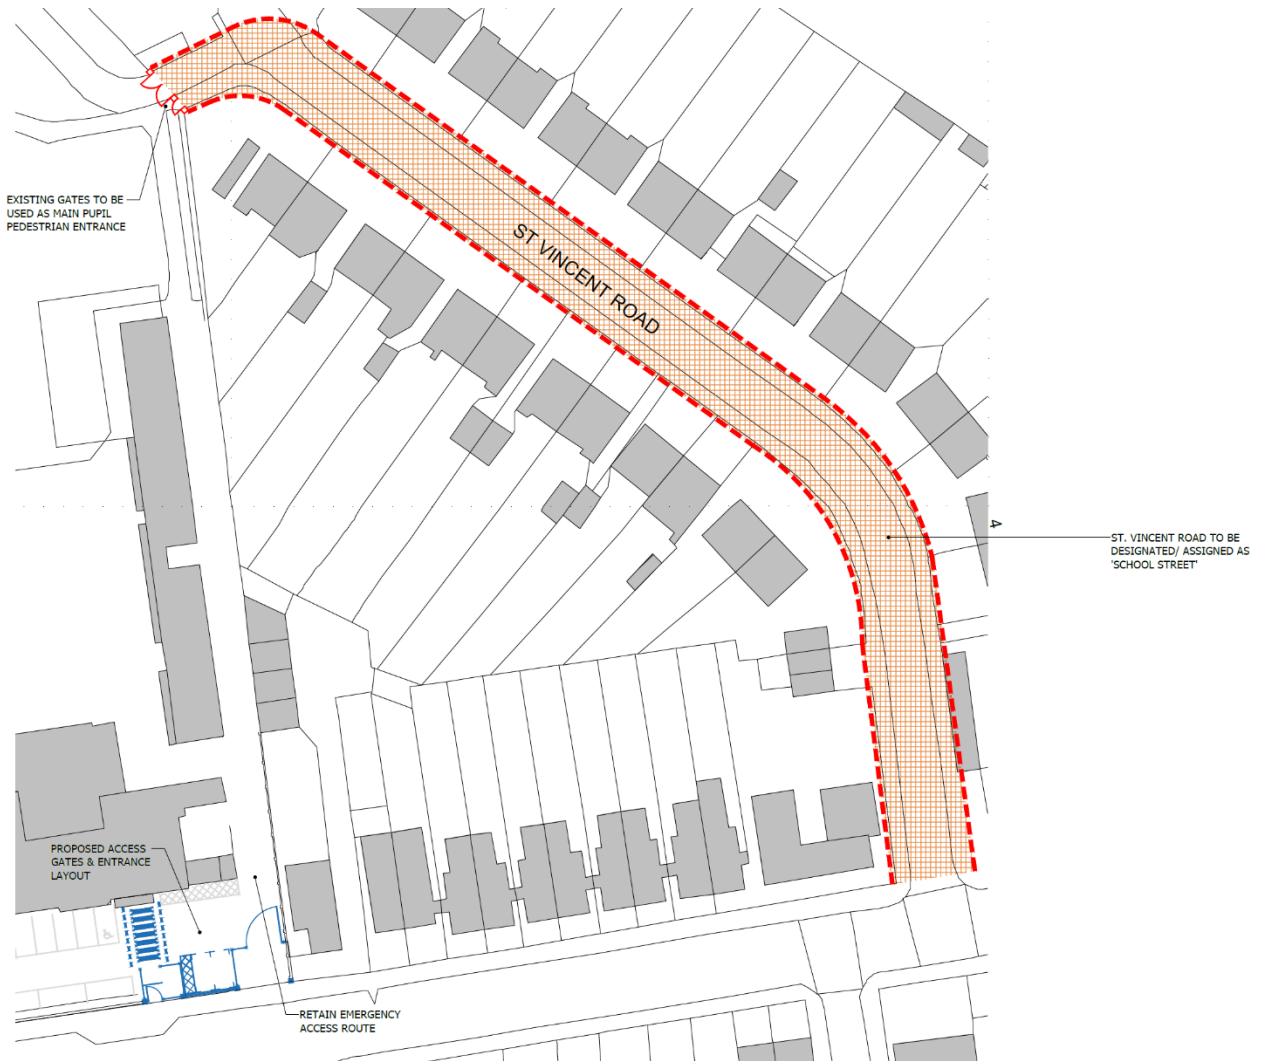 EXISTING GATES TO BE
USED AS MAIN PUPIL
PEDESTRIAN ENTRANCE
ST VINCENT ROAD
4
ST. VINCENT ROAD TO BE
DESIGNATED/ ASSIGNED AS
'SCHOOL STREET'
PROPOSED ACCESS
GATES & ENTRANCE
LAYOUT
RETAIN EMERGENCY
ACCESS ROUTE